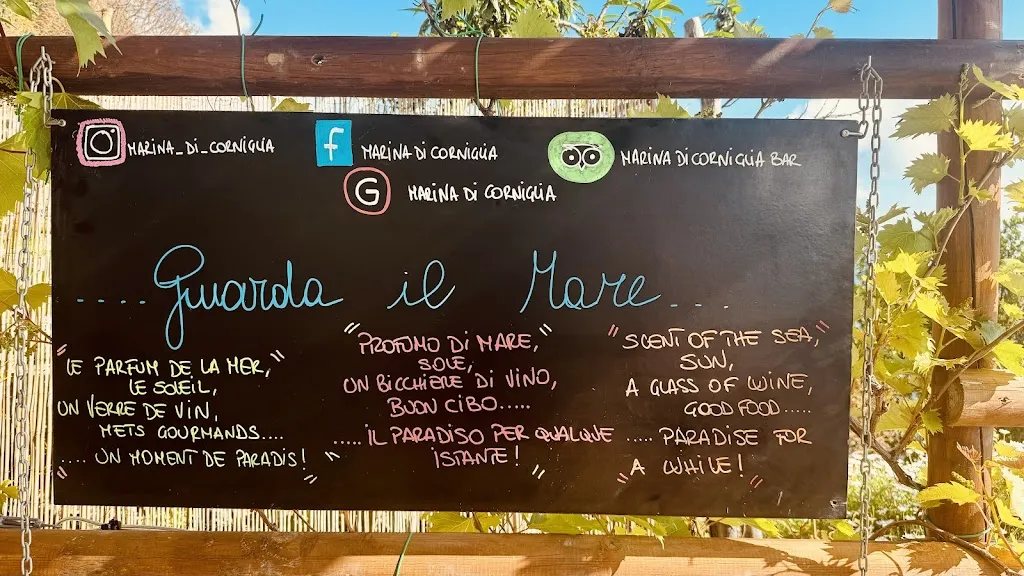 MARINA_DI_CORNIGLIA
f MARINA DI CORNIGLIA
MARINA DI CORNIGLIA BAR
G MARINA DI CORNIGLIA
....Guarda il Mare...
"LE PARFUM DE LA MER,"
LE SOLEIL,
UN VERRE DE VIN,
METS GOURMANDS....
.... UN MOMENT DE PARADIS!
"PROFUMO DI MARE,"
SOLE,
UN BICCHIERE DI VINO,
BUON CIBO.....
..... IL PARADISO PER QUALQUE
ISTANTE!
"SCENT OF THE SEA,"
SUN,
A GLASS OF WINE,
GOOD FOOD.....
.... PARADISE FOR
"A WHILE!"